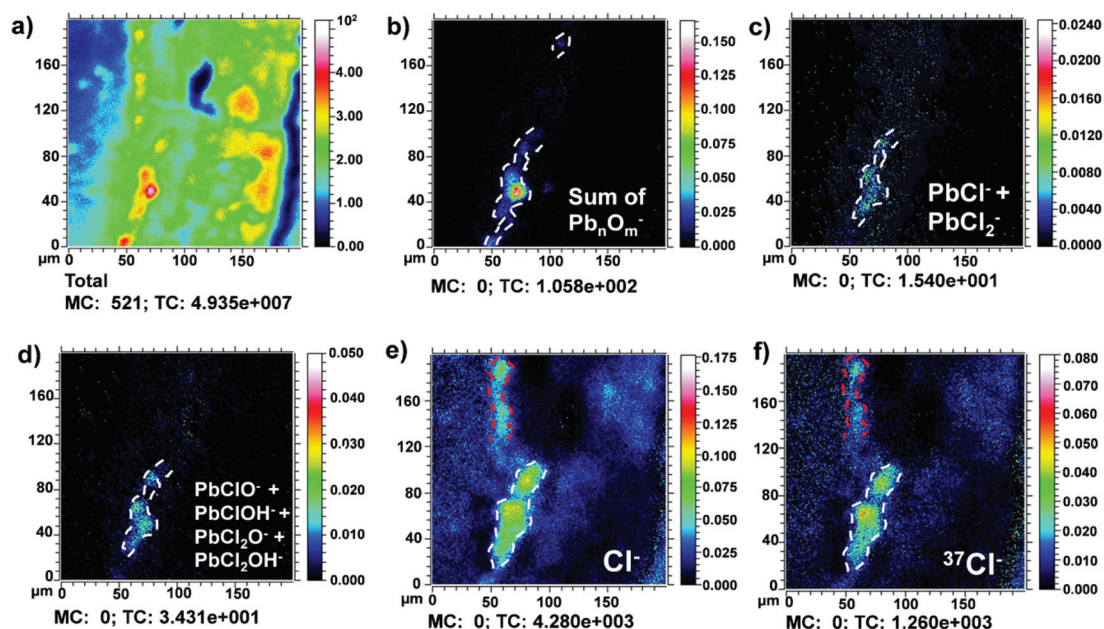 a)
10²
160
120
80
40
0
4.00
3.00
2.00
1.00
0.00
µm 0 50 100 150
Total
MC: 521; TC: 4.935e+007
b)
160
120
80
40
0
0.150
0.125
0.100
0.075
0.050
0.025
0.000
Sum of
PbₙOₘ⁻
µm 0 50 100 150
MC: 0; TC: 1.058e+002
c)
160
120
80
40
0
0.0240
0.0200
0.0160
0.0120
0.0080
0.0040
0.0000
PbCl⁻ +
PbCl₂⁻
µm 0 50 100 150
MC: 0; TC: 1.540e+001
d)
160
120
80
40
0
0.050
0.040
0.030
0.020
0.010
0.000
PbClO⁻ +
PbClOH⁻ +
PbCl₂O⁻ +
PbCl₂OH⁻
µm 0 50 100 150
MC: 0; TC: 3.431e+001
e)
160
120
80
40
0
0.175
0.150
0.125
0.100
0.075
0.050
0.025
0.000
Cl⁻
µm 0 50 100 150
MC: 0; TC: 4.280e+003
f)
160
120
80
40
0
0.080
0.070
0.060
0.050
0.040
0.030
0.020
0.010
0.000
³⁷Cl⁻
µm 0 50 100 150
MC: 0; TC: 1.260e+003